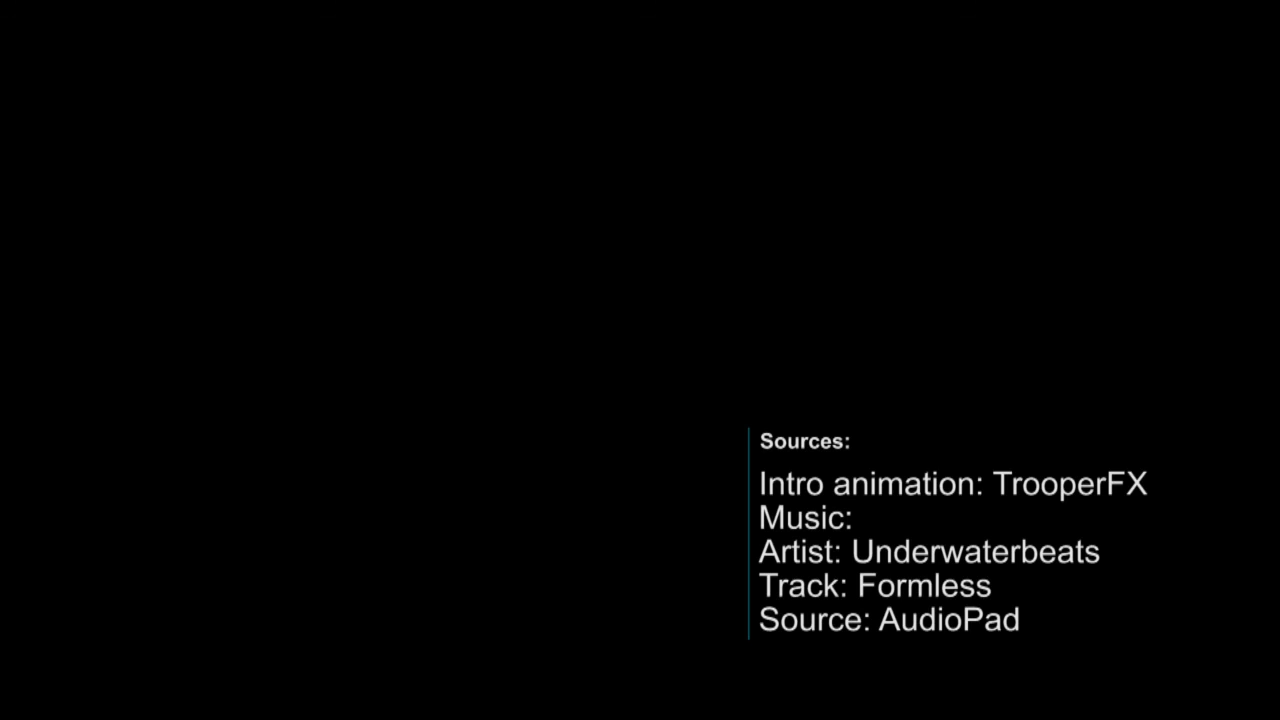 Sources:
Intro animation: TrooperFX
Music:
Artist: Underwaterbeats
Track: Formless
Source: AudioPad